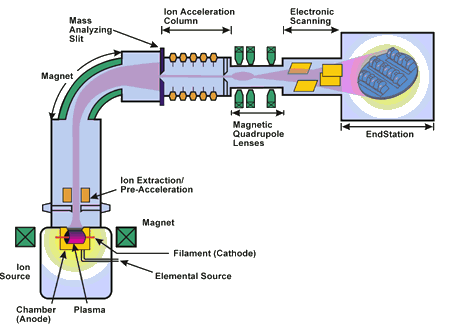 Mass
Analyzing
Slit
Ion Acceleration
Column
Electronic
Scanning
Magnet
Magnetic
Quadrupole
Lenses
EndStation
Ion Extraction/
Pre-Acceleration
Magnet
Filament (Cathode)
Ion
Source
Elemental Source
Chamber
(Anode)
Plasma